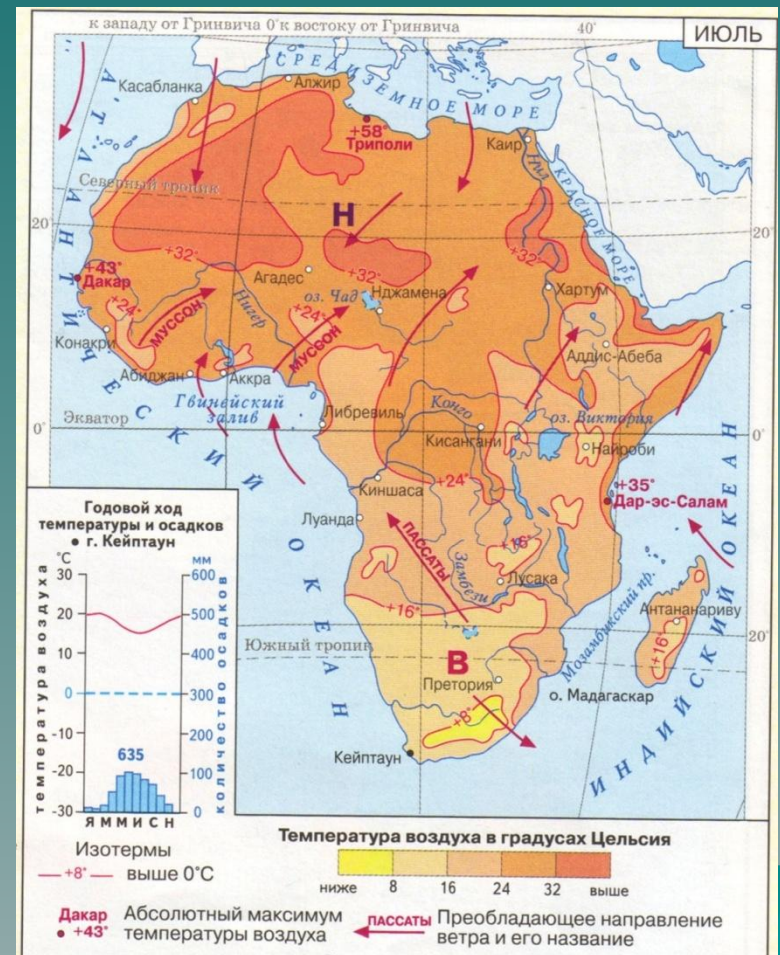 к западу от Гринвича 0° к востоку от Гринвича
40°
ИЮЛЬ
СРЕДИЗЕМНОЕ МОРЕ
Касабланка
Алжир
+58°
Триполи
Каир
Нил
КРАСНОЕ МОРЕ
АТЛАНТИЧЕСКИЙ ОКЕАН
Северный тропик
Н
20°
20°
+32°
+32°
+32°
+43°
Дакар
Агадес
оз. Чад
Нджамена
Хартум
+24°
МУССОН
Нигер
+24°
МУССОН
Конакри
Аддис-Абеба
Абиджан
Аккра
Гвинейский
залив
Либревиль
Конго
оз. Виктория
Экватор
0°
0°
Кисангани
Найроби
+24°
Киншаса
+35°
Дар-эс-Салам
Луанда
ПАССАТЫ
+16°
Замбези
Лусака
+16°
Мозамбикский пр.
Антананариву
+16°
20°
Южный тропик
В
Претория
о. Мадагаскар
+8°
Кейптаун
ИНДИЙСКИЙ ОКЕАН
Годовой ход
температуры и осадков
г. Кейптаун
°С
мм
30
20
10
0
-10
-20
-30
600
500
400
300
200
100
0
температура воздуха
количество осадков
635
Я М М И С Н
Изотермы
+8° выше 0°С
Температура воздуха в градусах Цельсия
ниже 8 16 24 32 выше
Дакар
+43°
Абсолютный максимум
температуры воздуха
ПАССАТЫ
Преобладающее направление
ветра и его название